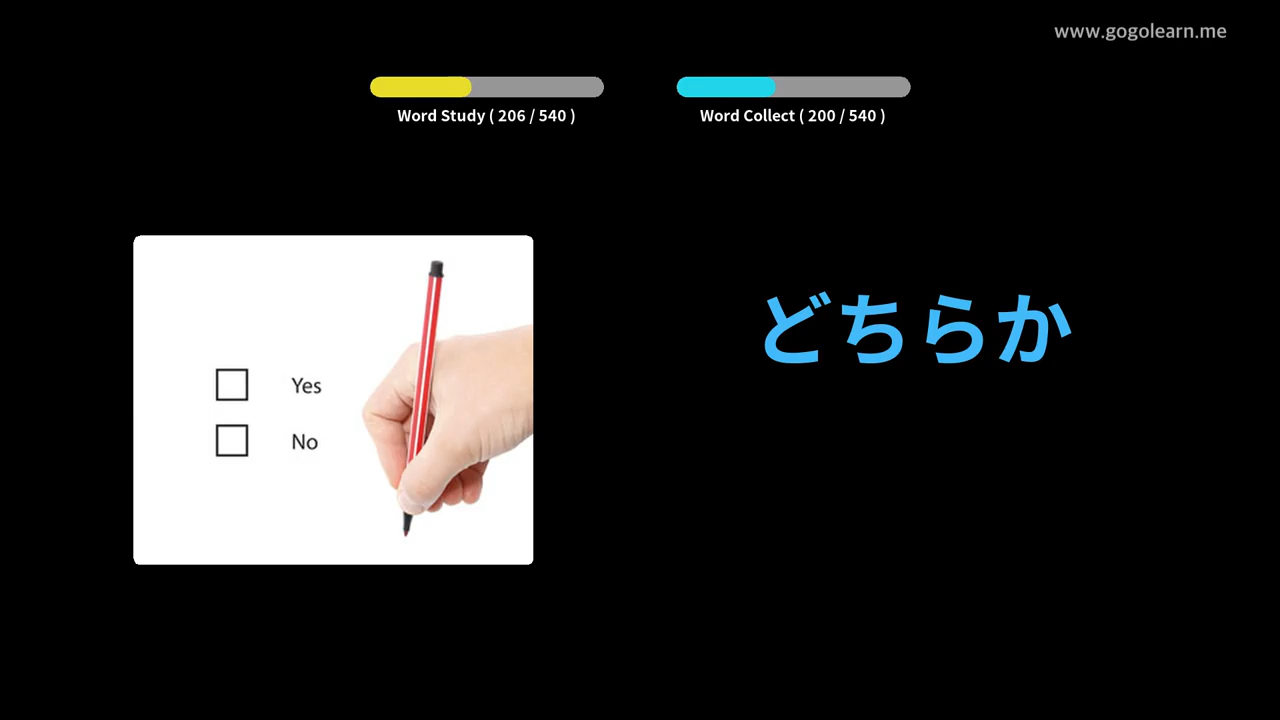 www.gogolearn.me
Word Study ( 206 / 540 )
Word Collect ( 200 / 540 )
Yes
No
どちらか